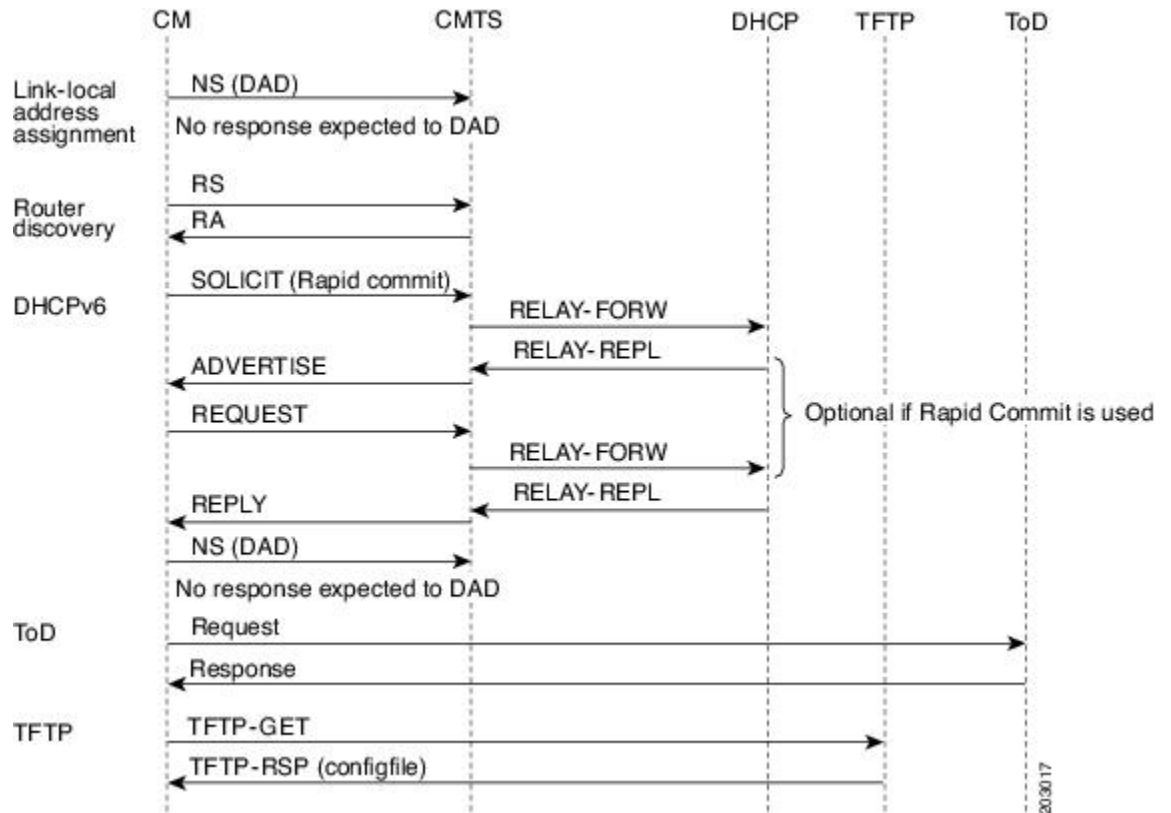 CM CMTS DHCP TFTP ToD
Link-local
address
assignment
NS (DAD)
No response expected to DAD
Router
discovery
RS
RA
DHCPv6
SOLICIT (Rapid commit)
RELAY-FORW
RELAY-REPL
ADVERTISE
REQUEST
Optional if Rapid Commit is used
RELAY-FORW
RELAY-REPL
REPLY
NS (DAD)
No response expected to DAD
ToD
Request
Response
TFTP
TFTP-GET
TFTP-RSP (configfile)
203017